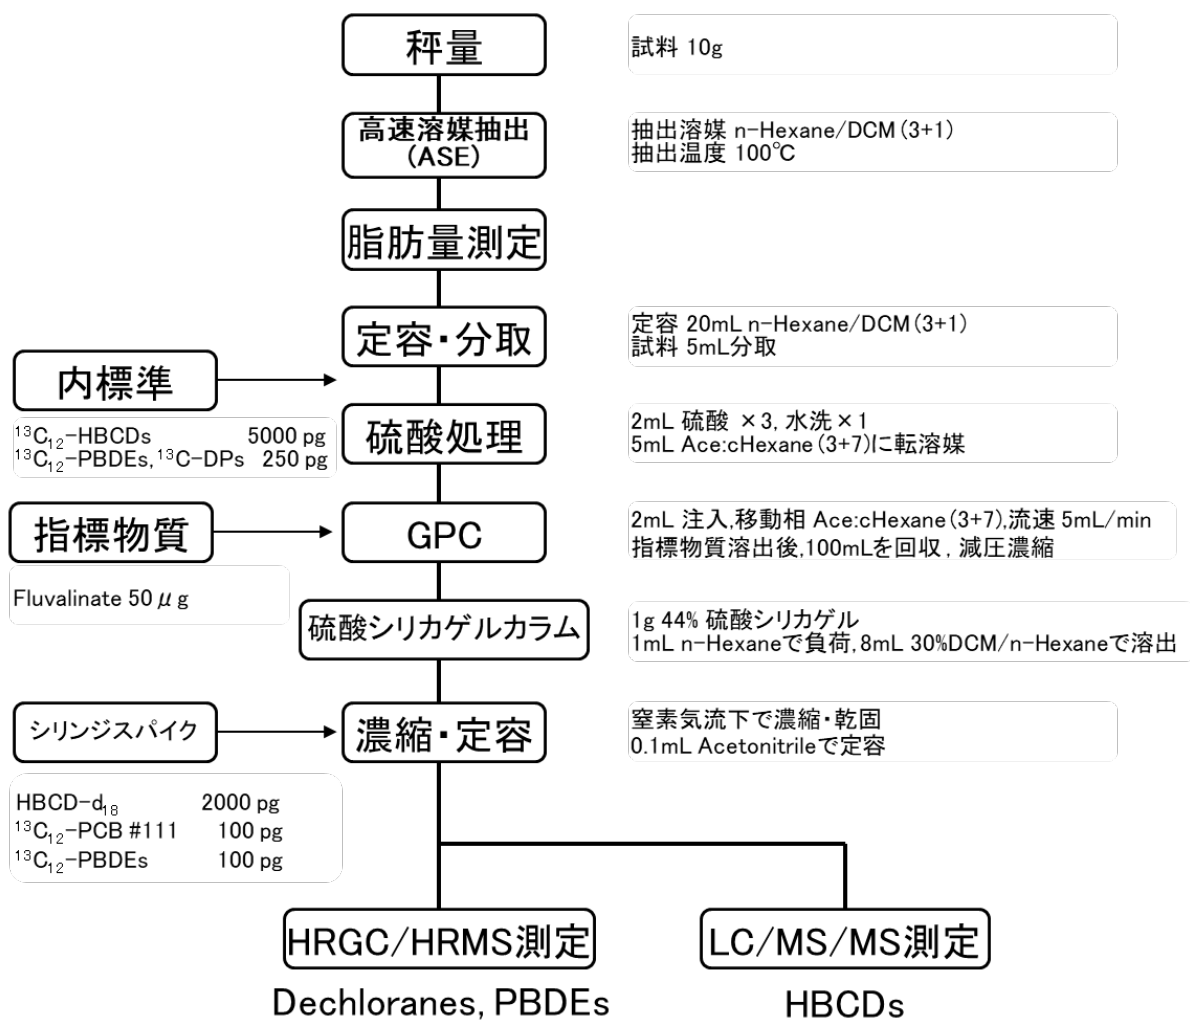 秤量
試料 10g
高速溶媒抽出
(ASE)
抽出溶媒 n-Hexane/DCM(3+1)
抽出温度 100℃
脂肪量測定
定容・分取
定容 20mL n-Hexane/DCM(3+1)
試料 5mL分取
内標準
¹³C₁₂-HBCDs 5000 pg
¹³C₁₂-PBDEs, ¹³C-DPs 250 pg
硫酸処理
2mL 硫酸 ×3, 水洗×1
5mL Ace:cHexane(3+7)に転溶媒
指標物質
Fluvalinate 50μg
GPC
2mL 注入,移動相 Ace:cHexane(3+7),流速 5mL/min
指標物質溶出後,100mLを回収, 減圧濃縮
硫酸シリカゲルカラム
1g 44% 硫酸シリカゲル
1mL n-Hexaneで負荷,8mL 30%DCM/n-Hexaneで溶出
シリンジスパイク
HBCD-d₁₈ 2000 pg
¹³C₁₂-PCB #111 100 pg
¹³C₁₂-PBDEs 100 pg
濃縮・定容
窒素気流下で濃縮・乾固
0.1mL Acetonitrileで定容
HRGC/HRMS測定
Dechloranes, PBDEs
LC/MS/MS測定
HBCDs